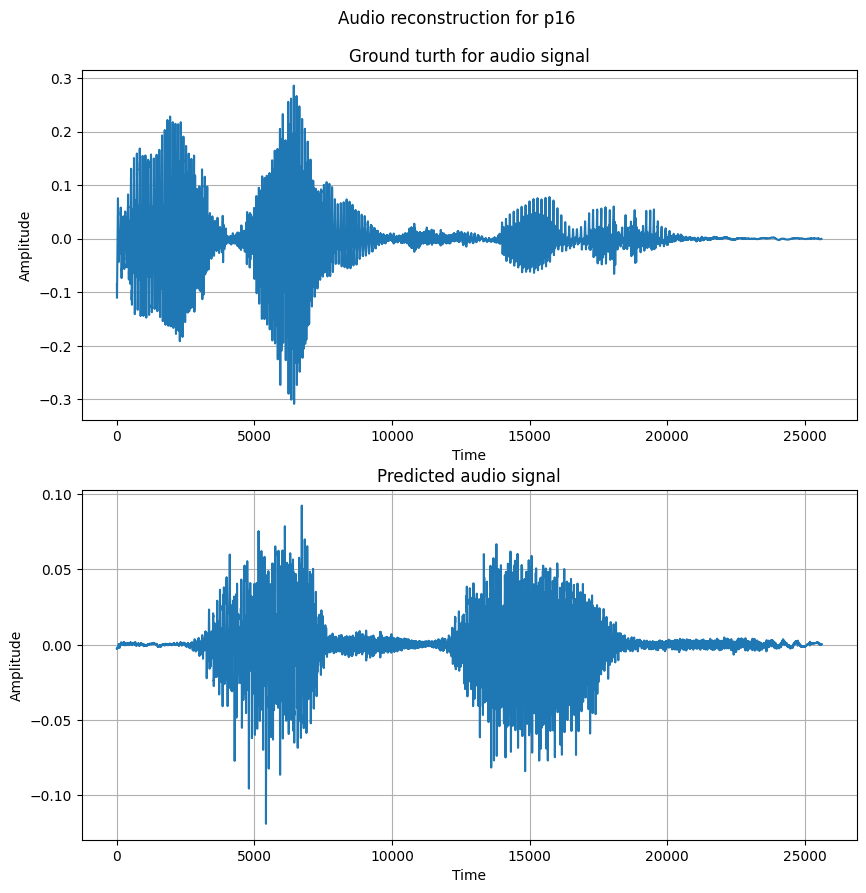 Audio reconstruction for p16
Ground turth for audio signal
0.3
0.2
0.1
0.0
−0.1
−0.2
−0.3
Amplitude
0 5000 10000 15000 20000 25000
Time
Predicted audio signal
0.10
0.05
0.00
−0.05
−0.10
Amplitude
0 5000 10000 15000 20000 25000
Time